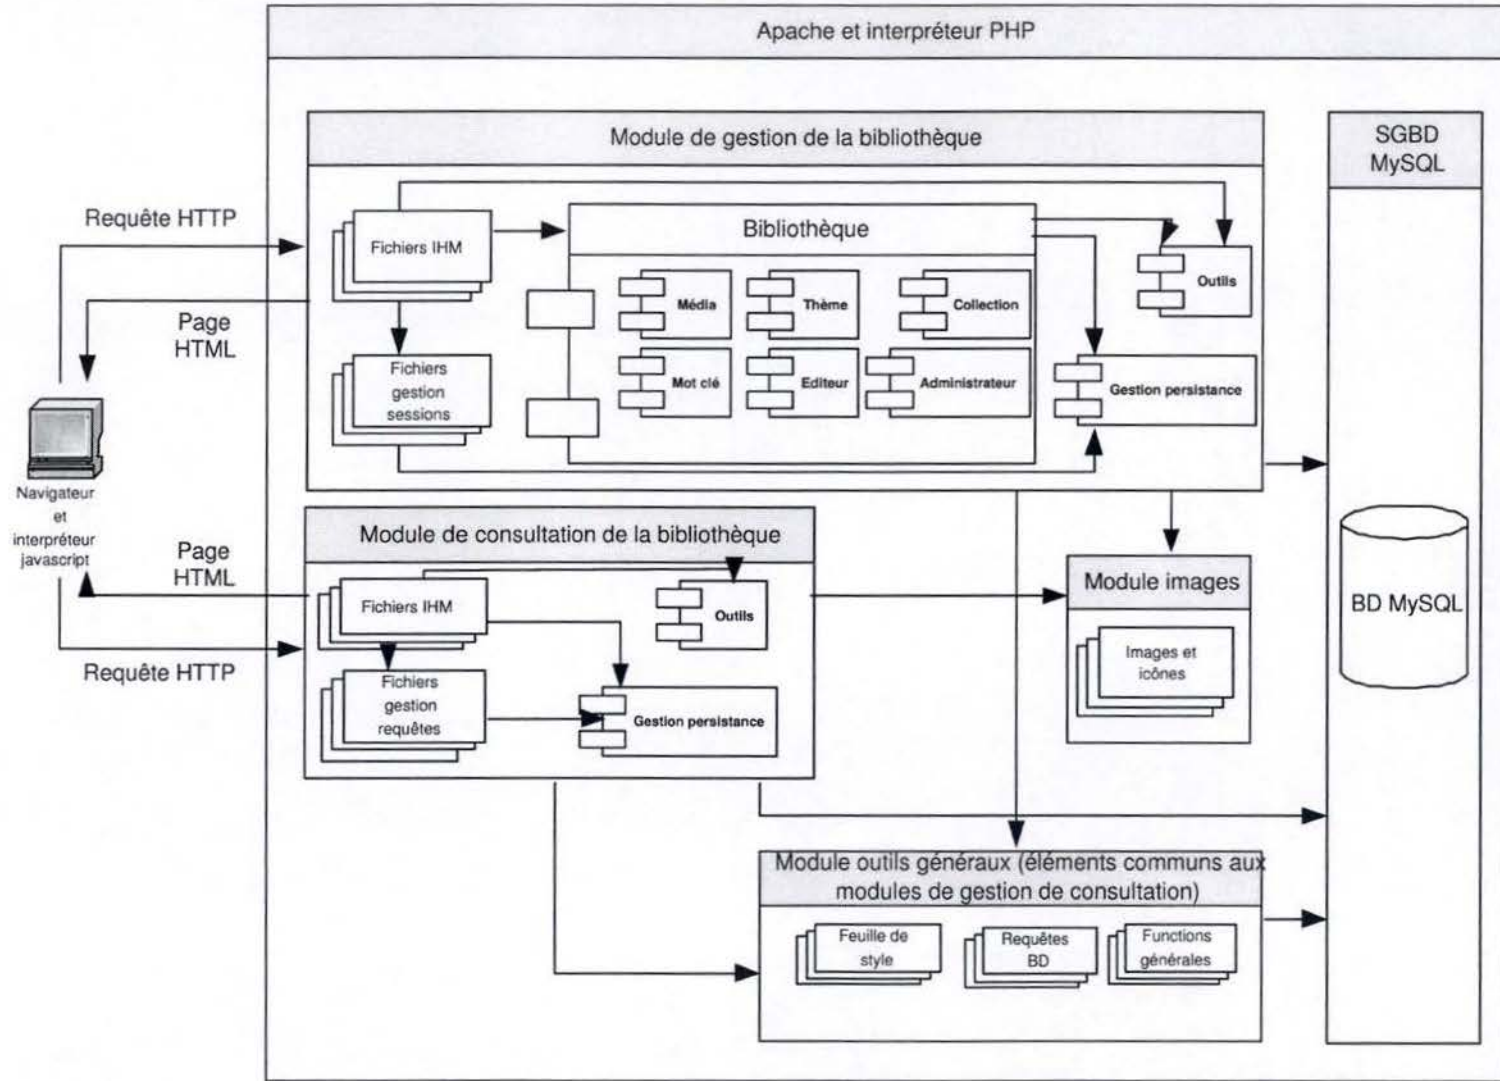 Apache et interpréteur PHP
Module de gestion de la bibliothèque
SGBD
MySQL
Requête HTTP
Fichiers IHM
Bibliothèque
Outils
Média
Thème
Collection
Page
HTML
Fichiers
gestion
sessions
Mot clé
Editeur
Administrateur
Gestion persistance
Navigateur
et
interpréteur
javascript
Module de consultation de la bibliothèque
Page
HTML
Fichiers IHM
Outils
Module images
BD MySQL
Requête HTTP
Fichiers
gestion
requêtes
Gestion persistance
Images et
icônes
Module outils généraux (éléments communs aux
modules de gestion de consultation)
Feuille de
style
Requêtes
BD
Functions
générales